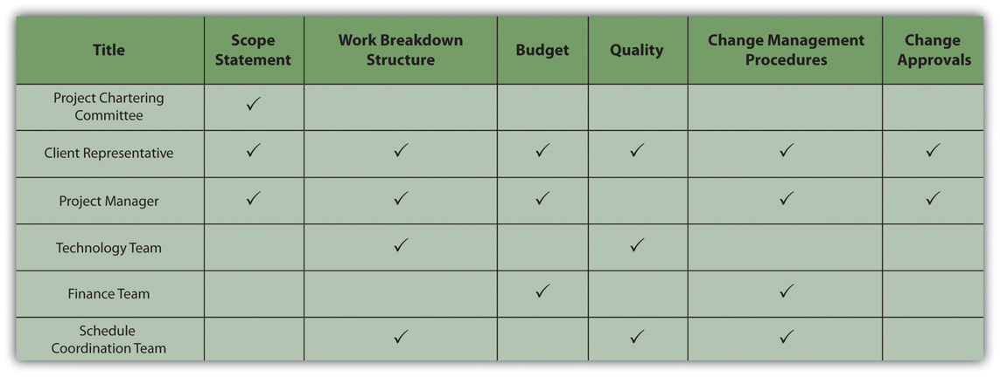 Title
Scope
Statement
Work Breakdown
Structure
Budget
Quality
Change Management
Procedures
Change
Approvals
Project Chartering
Committee
✓
Client Representative
✓ ✓ ✓ ✓ ✓ ✓
Project Manager
✓ ✓ ✓ ✓ ✓
Technology Team
✓ ✓
Finance Team
✓ ✓
Schedule
Coordination Team
✓ ✓ ✓